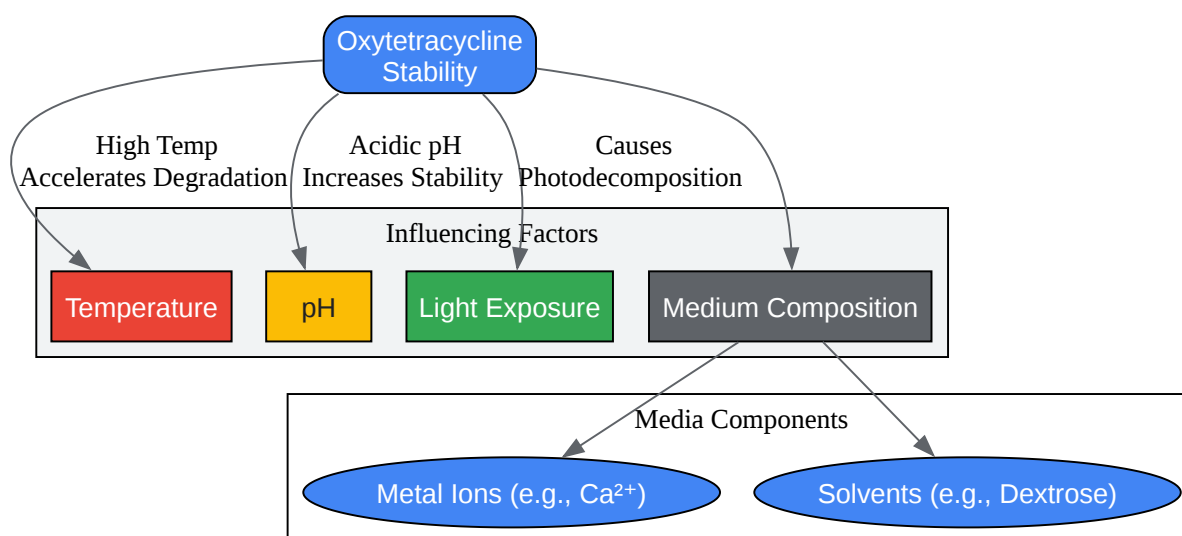 Oxytetracycline
Stability
High Temp
Accelerates Degradation
Acidic pH
Increases Stability
Causes
Photodecomposition
Influencing Factors
Temperature
pH
Light Exposure
Medium Composition
Media Components
Metal Ions (e.g., Ca²⁺)
Solvents (e.g., Dextrose)